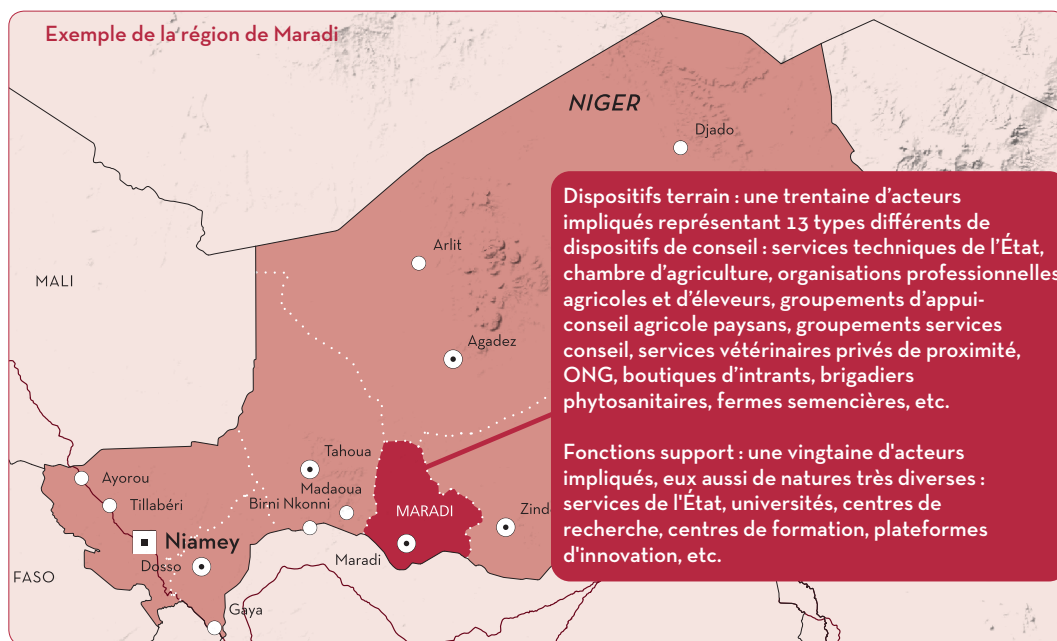 Exemple de la région de Maradi
NIGER
Djado
Dispositifs terrain : une trentaine d'acteurs
impliqués représentant 13 types différents de
dispositifs de conseil : services techniques de l'État,
chambre d'agriculture, organisations professionnelles
agricoles et d'éleveurs, groupements d'appui-
conseil agricole paysans, groupements services
conseil, services vétérinaires privés de proximité,
ONG, boutiques d'intrants, brigadiers
phytosanitaires, fermes semencières, etc.
Fonctions support : une vingtaine d'acteurs
impliqués, eux aussi de natures très diverses :
services de l'État, universités, centres de
recherche, centres de formation, plateformes
d'innovation, etc.
Arlit
MALI
Agadez
Tahoua
Ayorou
Madaoua
Tillabéri
Birni Nkonni
MARADI
Niamey
Maradi
Dosso
FASO
Gaya